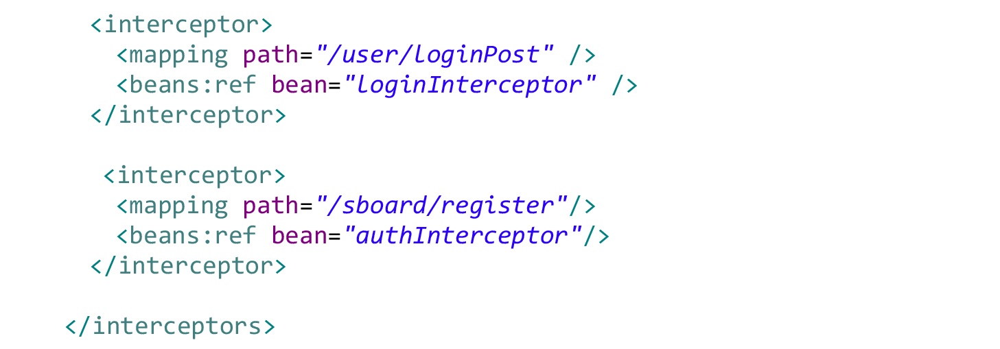 <interceptor>
<mapping path="/user/loginPost" />
<beans:ref bean="loginInterceptor" />
</interceptor>
<interceptor>
<mapping path="/sboard/register"/>
<beans:ref bean="authInterceptor"/>
</interceptor>
</interceptors>